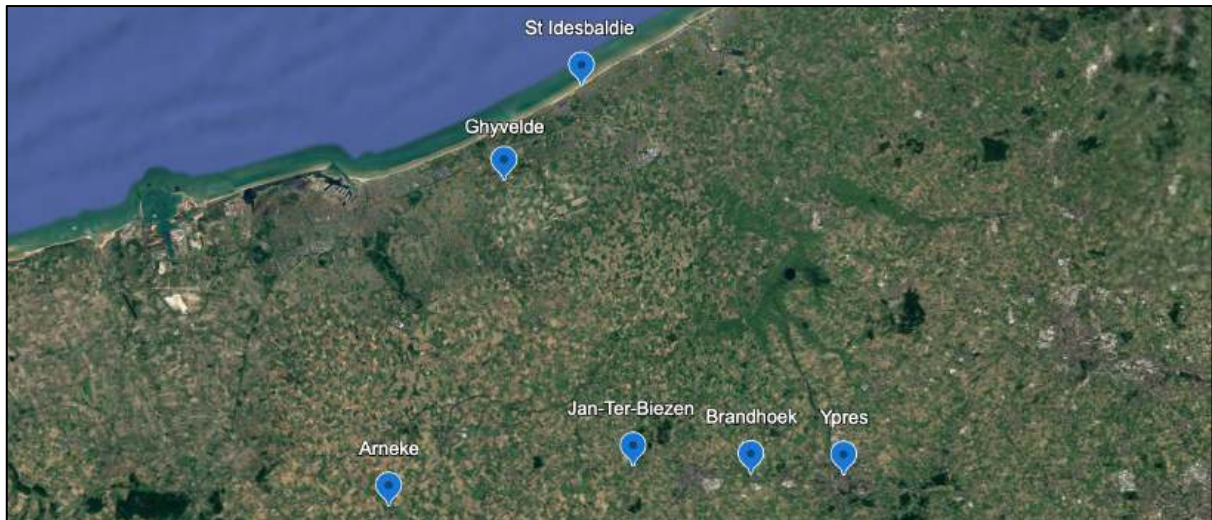 St Idesbaldie
Ghyvelde
Jan-Ter-Biezen
Brandhoek
Ypres
Arneke